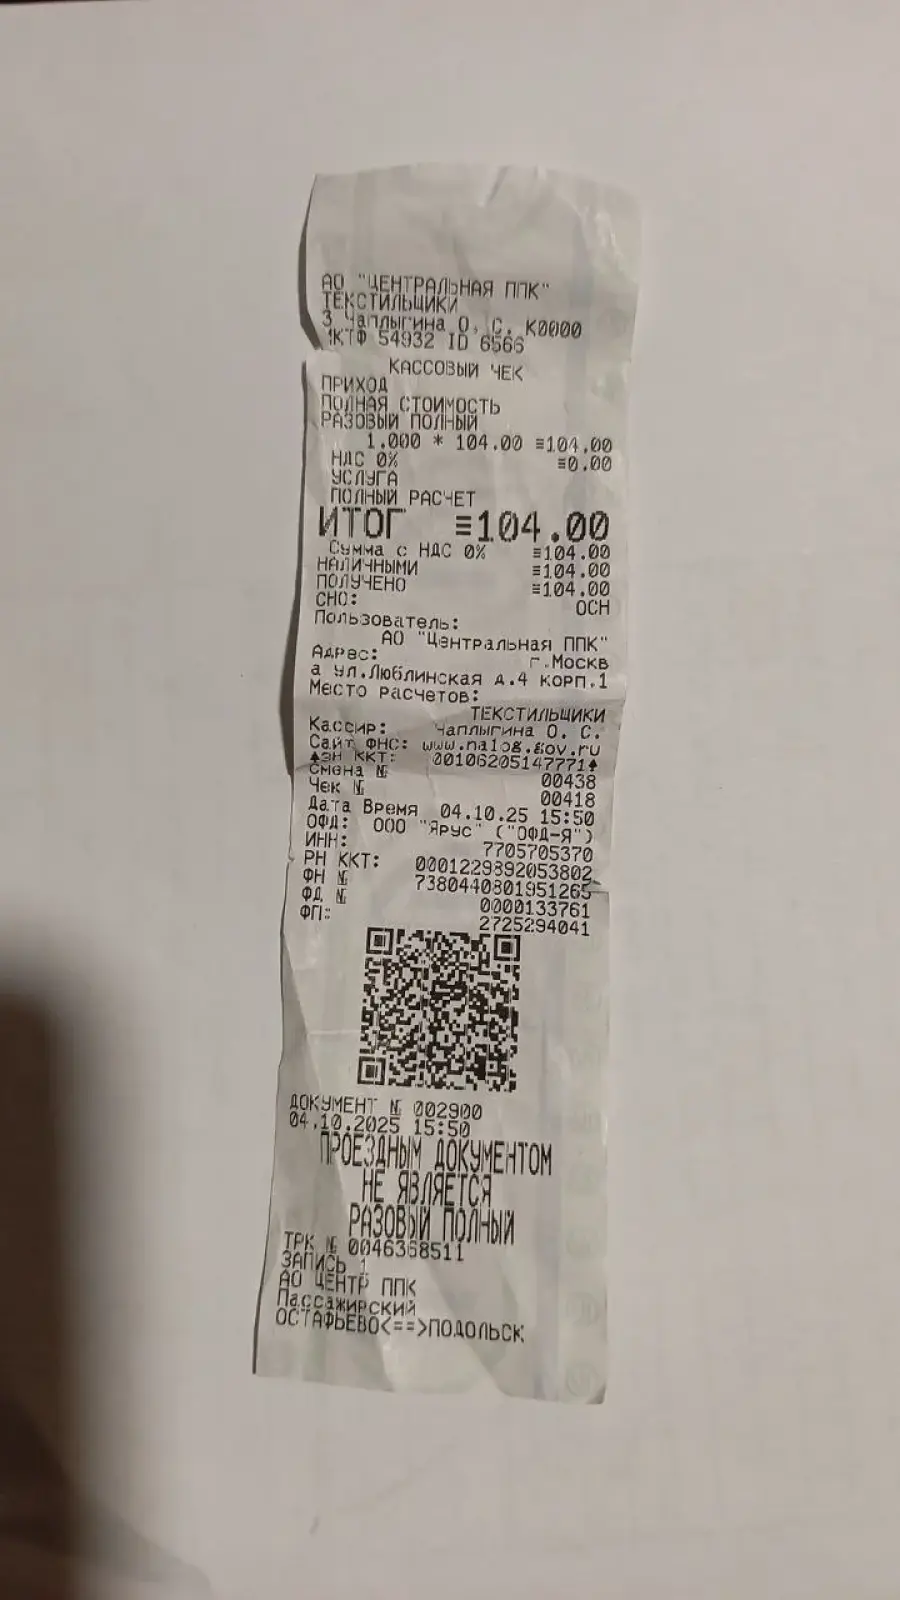 АО "ЦЕНТРАЛЬНАЯ ППК"
ТЕКСТИЛЬЩИКИ
3 Чаплыгина О. С. К0000
!КТФ 54932 ID 6566
КАССОВЫЙ ЧЕК
ПРИХОД
ПОЛНАЯ СТОИМОСТЬ
РАЗОВЫЙ ПОЛНЫЙ
1.000 * 104.00 ≡104.00
НДС 0% ≡0.00
УСЛУГА
ПОЛНЫЙ РАСЧЕТ
ИТОГ ≡104.00
Сумма с НДС 0% ≡104.00
НАЛИЧНЫМИ ≡104.00
ПОЛУЧЕНО ≡104.00
СНО: ОСН
Пользователь:
АО "Центральная ППК"
Адрес: г.Москв
а ул.Люблинская д.4 корп.1
Место расчетов:
ТЕКСТИЛЬЩИКИ
Кассир: Чаплыгина О. С.
Сайт ФНС: www.nalog.gov.ru
ЗН ККТ: 00106205147771
Смена № 00438
Чек № 00418
Дата Время 04.10.25 15:50
ОФД: ООО "Ярус" ("ОФД-Я")
ИНН: 7705705370
РН ККТ: 0001229892053802
ФН № 7380440801951265
ФД № 0000133761
ФП: 2725294041
ДОКУМЕНТ № 002900
04.10.2025 15:50
ПРОЕЗДНЫМ ДОКУМЕНТОМ
НЕ ЯВЛЯЕТСЯ
РАЗОВЫЙ ПОЛНЫЙ
ТРК № 0046368511
ЗАПИСЬ 1
АО ЦЕНТР ППК
Пассажирский
ОСТАФЬЕВО<==>ПОДОЛЬСК